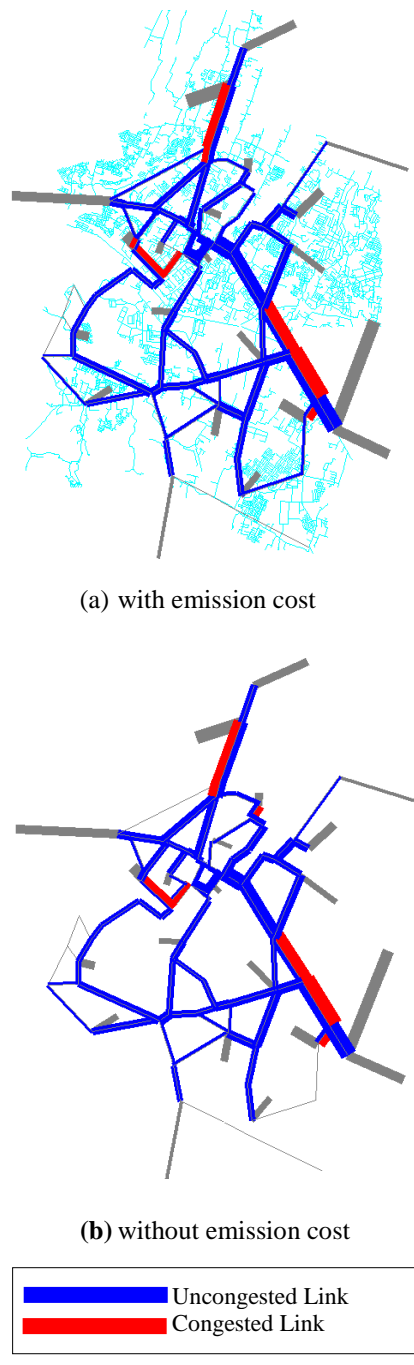 (a) with emission cost
(b) without emission cost
Uncongested Link
Congested Link